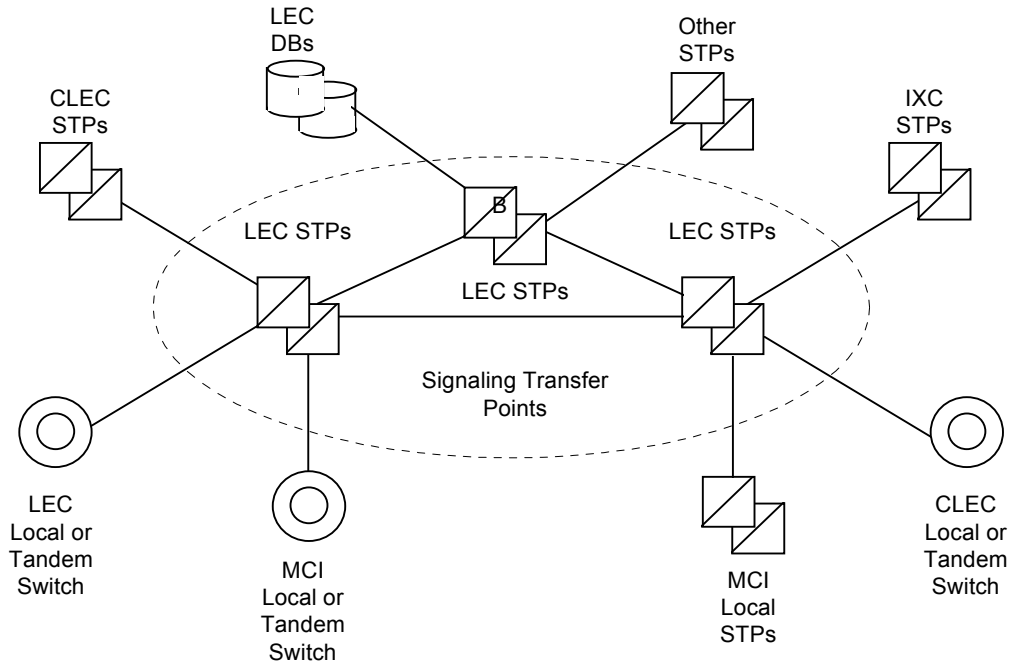 LEC
DBs
Other
STPs
CLEC
STPs
IXC
STPs
B
LEC STPs
LEC STPs
LEC STPs
Signaling Transfer
Points
LEC
Local or
Tandem
Switch
MCI
Local or
Tandem
Switch
MCI
Local
STPs
CLEC
Local or
Tandem
Switch